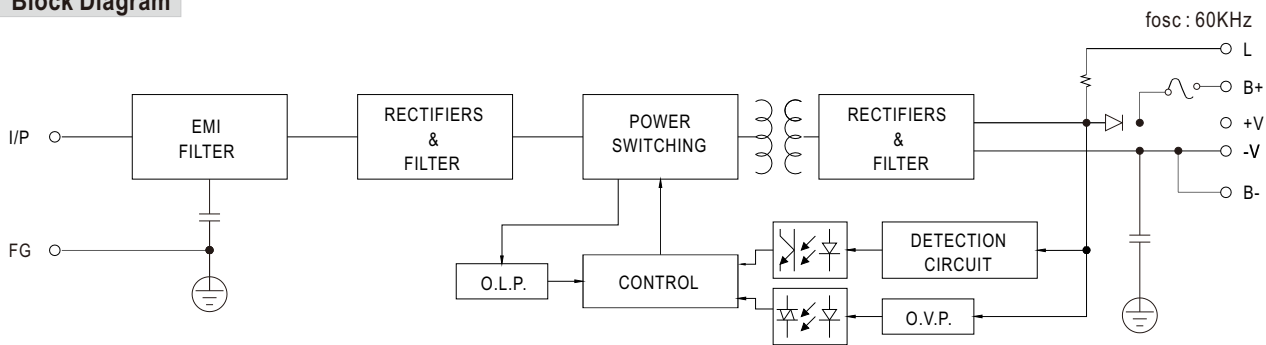 Block Diagram
fosc : 60KHz
L
B+
+V
-V
B-
I/P
EMI
FILTER
RECTIFIERS
&
FILTER
POWER
SWITCHING
RECTIFIERS
&
FILTER
FG
O.L.P.
CONTROL
DETECTION
CIRCUIT
O.V.P.